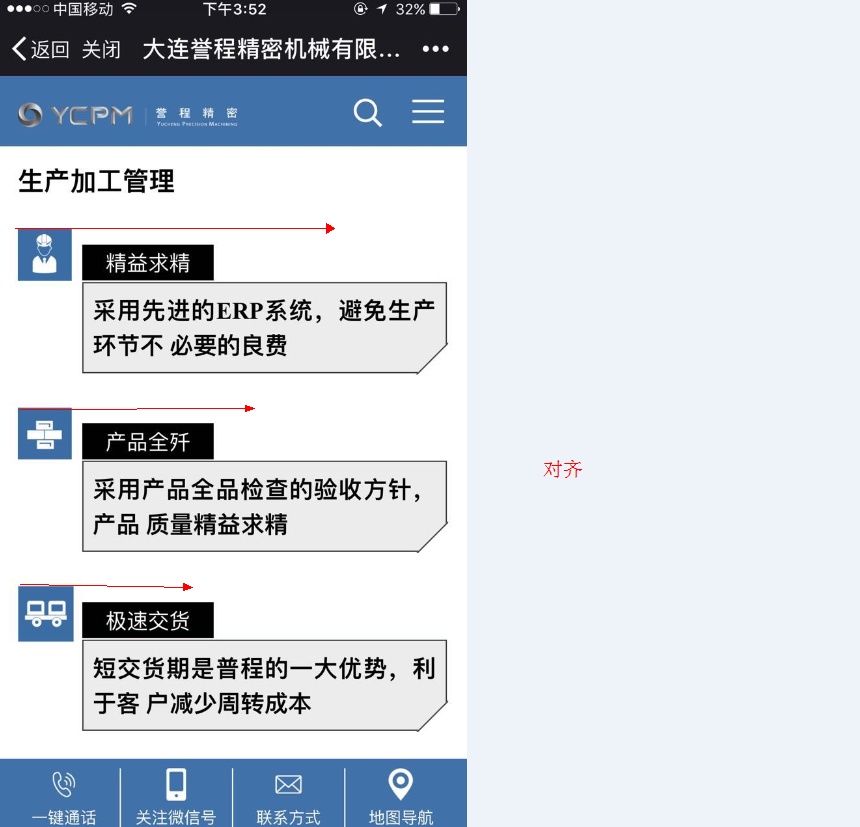 中国移动 下午3:52 32%
返回 关闭 大连誉程精密机械有限...
YCPM 誉程精密
Yucheng Precision Machining
生产加工管理
精益求精
采用先进的ERP系统，避免生产
环节不 必要的良费
产品全歼
采用产品全品检查的验收方针，
产品 质量精益求精
对齐
极速交货
短交货期是普程的一大优势，利
于客 户减少周转成本
一键通话 关注微信号 联系方式 地图导航